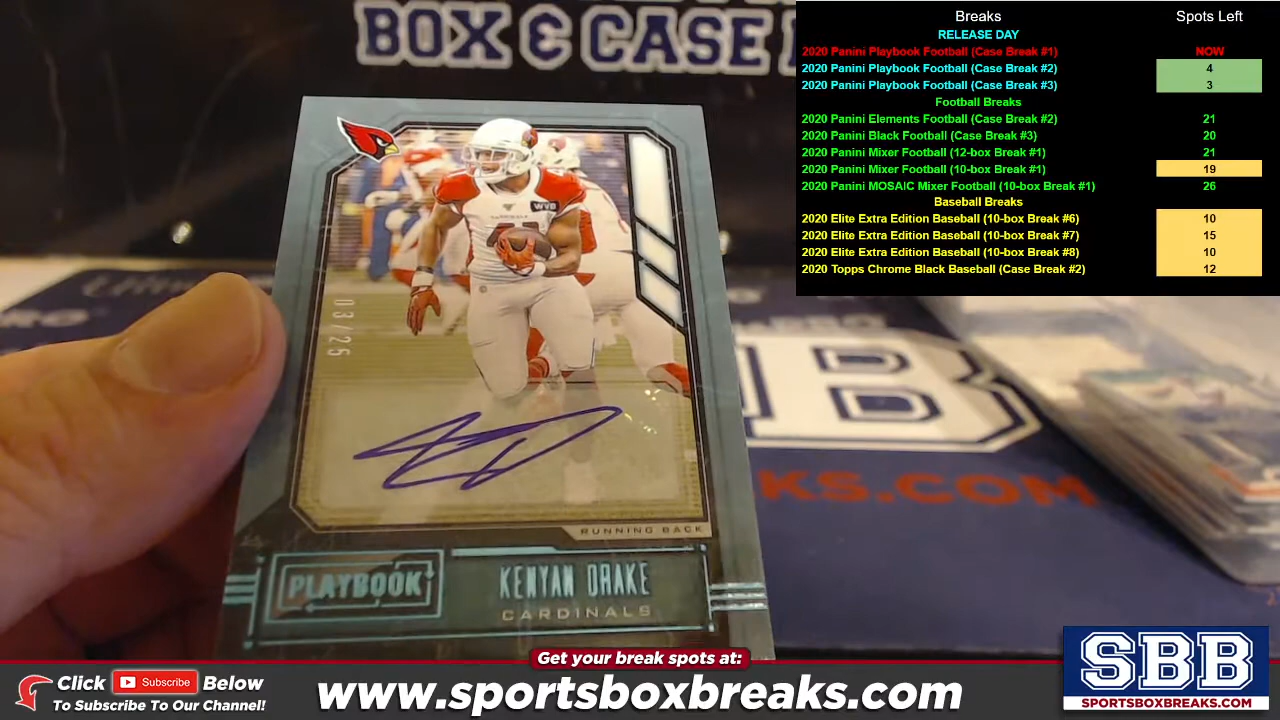 BOX & CASE
Breaks Spots Left
RELEASE DAY
2020 Panini Playbook Football (Case Break #1) NOW
2020 Panini Playbook Football (Case Break #2) 4
2020 Panini Playbook Football (Case Break #3) 3
Football Breaks
2020 Panini Elements Football (Case Break #2) 21
2020 Panini Black Football (Case Break #3) 20
2020 Panini Mixer Football (12-box Break #1) 21
2020 Panini Mixer Football (10-box Break #1) 19
2020 Panini MOSAIC Mixer Football (10-box Break #1) 26
Baseball Breaks
2020 Elite Extra Edition Baseball (10-box Break #6) 10
2020 Elite Extra Edition Baseball (10-box Break #7) 15
2020 Elite Extra Edition Baseball (10-box Break #8) 10
2020 Topps Chrome Black Baseball (Case Break #2) 12
WVB
03/25
RUNNING BACK
PLAYBOOK
KENYAN DRAKE
CARDINALS
B
KS.COM
Get your break spots at:
Click Subscribe Below
To Subscribe To Our Channel!
www.sportsboxbreaks.com
SBB
SPORTSBOXBREAKS.COM